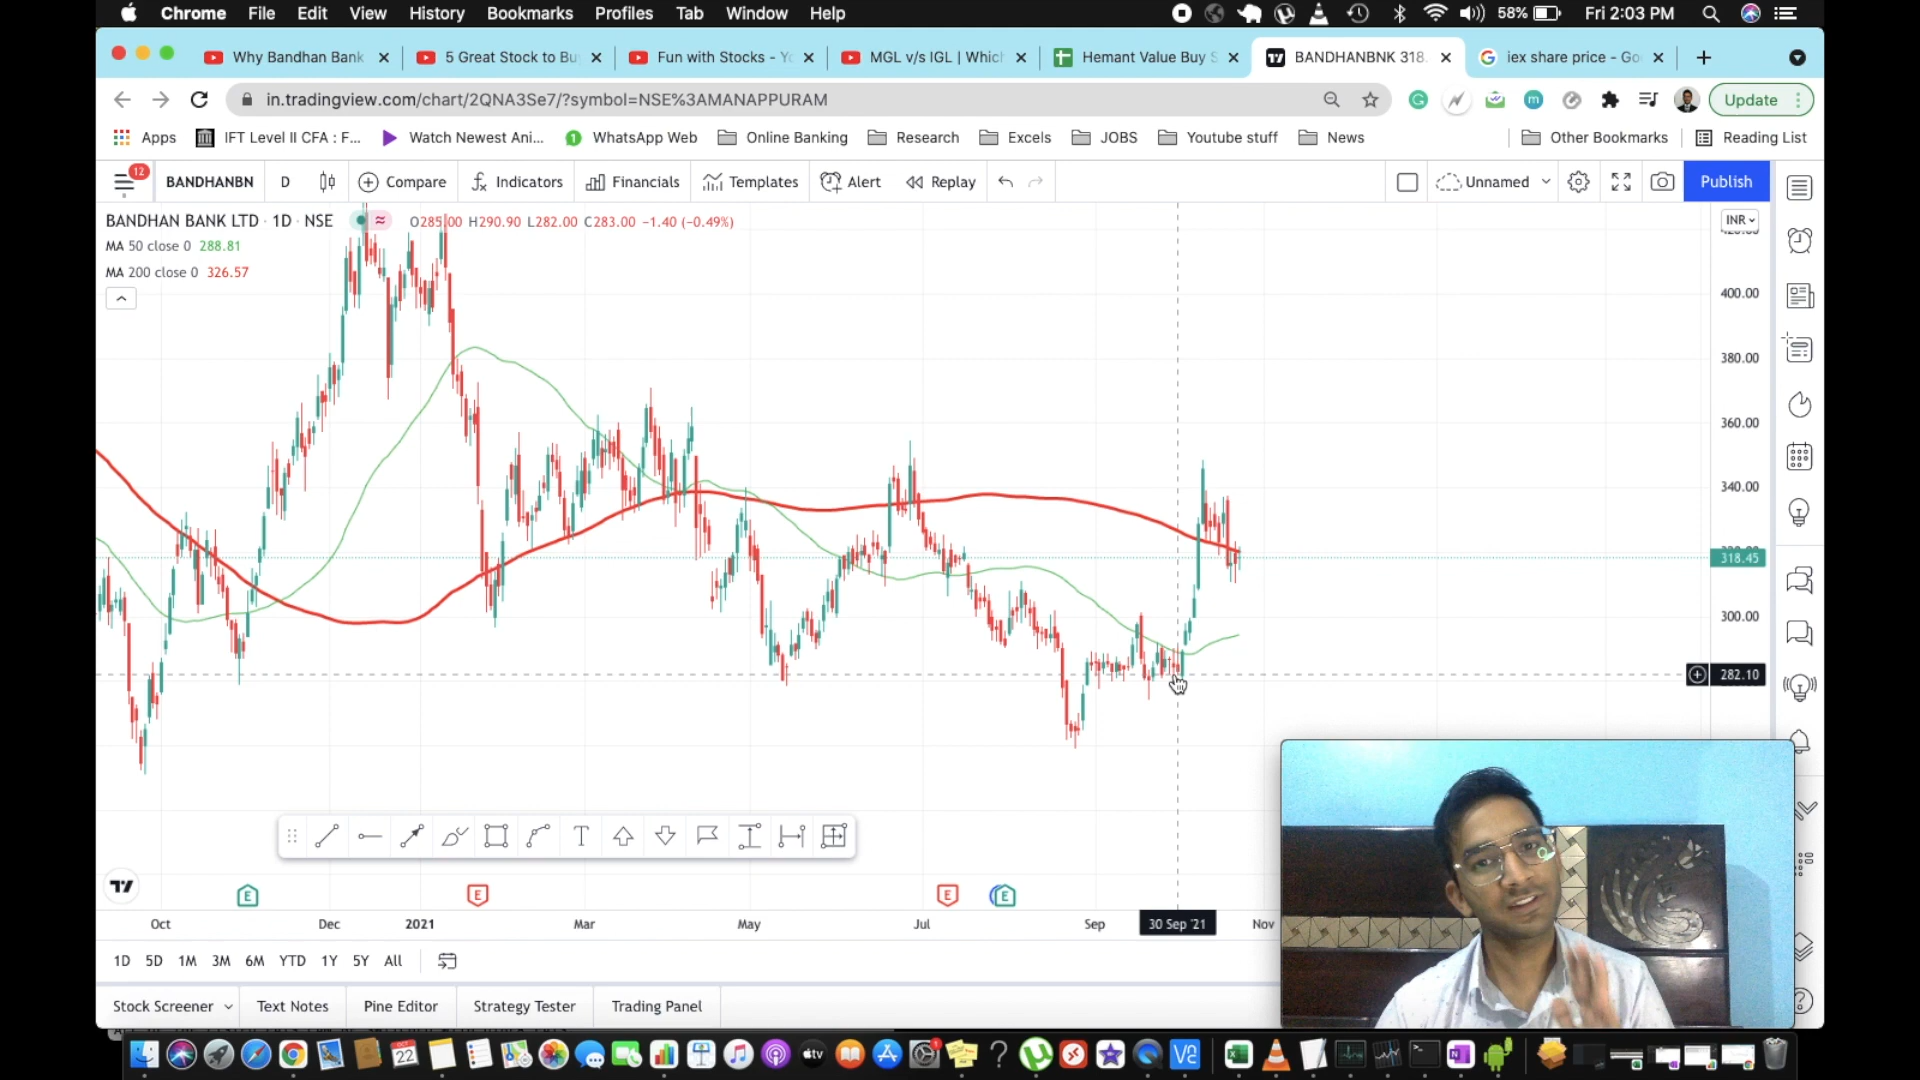 Chrome File Edit View History Bookmarks Profiles Tab Window Help 58% Fri 2:03 PM
Why Bandhan Bank 5 Great Stock to Bu Fun with Stocks - Yo MGL v/s IGL | Which Hemant Value Buy S BANDHANBNK 318. iex share price - Go
in.tradingview.com/chart/2QNA3Se7/?symbol=NSE%3AMANAPPURAM Update
Apps IFT Level II CFA : F... Watch Newest Ani... WhatsApp Web Online Banking Research Excels JOBS Youtube stuff News Other Bookmarks Reading List
12 BANDHANBN D Compare Indicators Financials Templates Alert Replay Unnamed Publish
BANDHAN BANK LTD · 1D · NSE O285.00 H290.90 L282.00 C283.00 −1.40 (−0.49%) INR
MA 50 close 0 288.81
MA 200 close 0 326.57
400.00
380.00
360.00
340.00
318.45
300.00
282.10
E E E E
Oct Dec 2021 Mar May Jul Sep 30 Sep '21 Nov
1D 5D 1M 3M 6M YTD 1Y 5Y All
Stock Screener Text Notes Pine Editor Strategy Tester Trading Panel